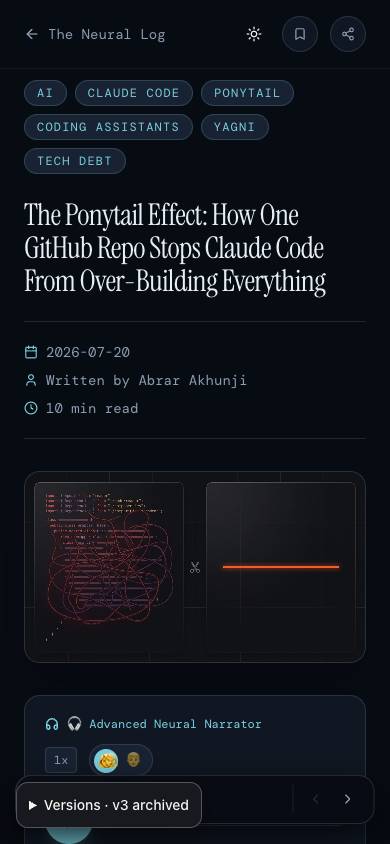 The Neural Log
AI
CLAUDE CODE
PONYTAIL
CODING ASSISTANTS
YAGNI
TECH DEBT
The Ponytail Effect: How One
GitHub Repo Stops Claude Code
From Over-Building Everything
2026-07-20
Written by Abrar Akhunji
10 min read
Advanced Neural Narrator
1x
Versions · v3 archived